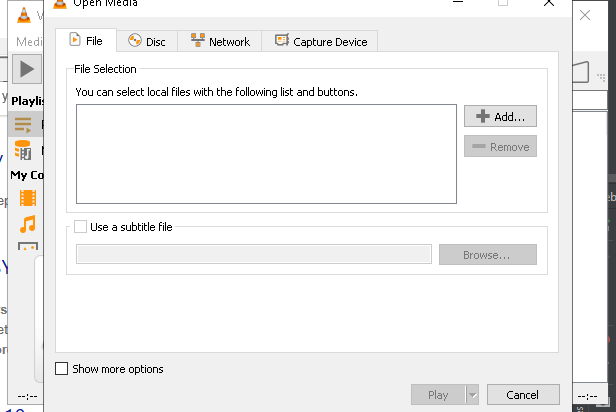 Open Media
V
Medi
File
Disc
Network
Capture Device
File Selection
You can select local files with the following list and buttons.
Add...
Remove
Use a subtitle file
Browse...
Show more options
Play
Cancel
Playlis
My Co
--:--
--:--